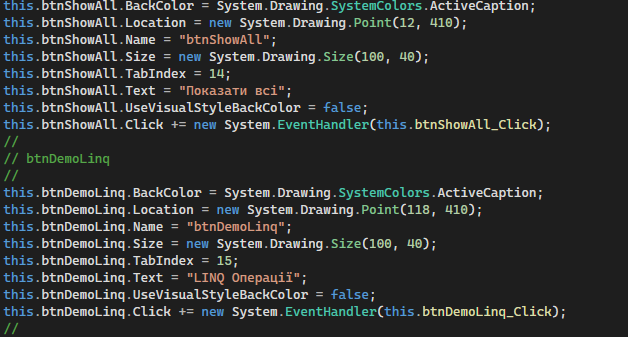 this.btnShowAll.BackColor = System.Drawing.SystemColors.ActiveCaption;
this.btnShowAll.Location = new System.Drawing.Point(12, 410);
this.btnShowAll.Name = "btnShowAll";
this.btnShowAll.Size = new System.Drawing.Size(100, 40);
this.btnShowAll.TabIndex = 14;
this.btnShowAll.Text = "Показати всі";
this.btnShowAll.UseVisualStyleBackColor = false;
this.btnShowAll.Click += new System.EventHandler(this.btnShowAll_Click);
//
// btnDemoLinq
//
this.btnDemoLinq.BackColor = System.Drawing.SystemColors.ActiveCaption;
this.btnDemoLinq.Location = new System.Drawing.Point(118, 410);
this.btnDemoLinq.Name = "btnDemoLinq";
this.btnDemoLinq.Size = new System.Drawing.Size(100, 40);
this.btnDemoLinq.TabIndex = 15;
this.btnDemoLinq.Text = "LINQ Операції";
this.btnDemoLinq.UseVisualStyleBackColor = false;
this.btnDemoLinq.Click += new System.EventHandler(this.btnDemoLinq_Click);
//